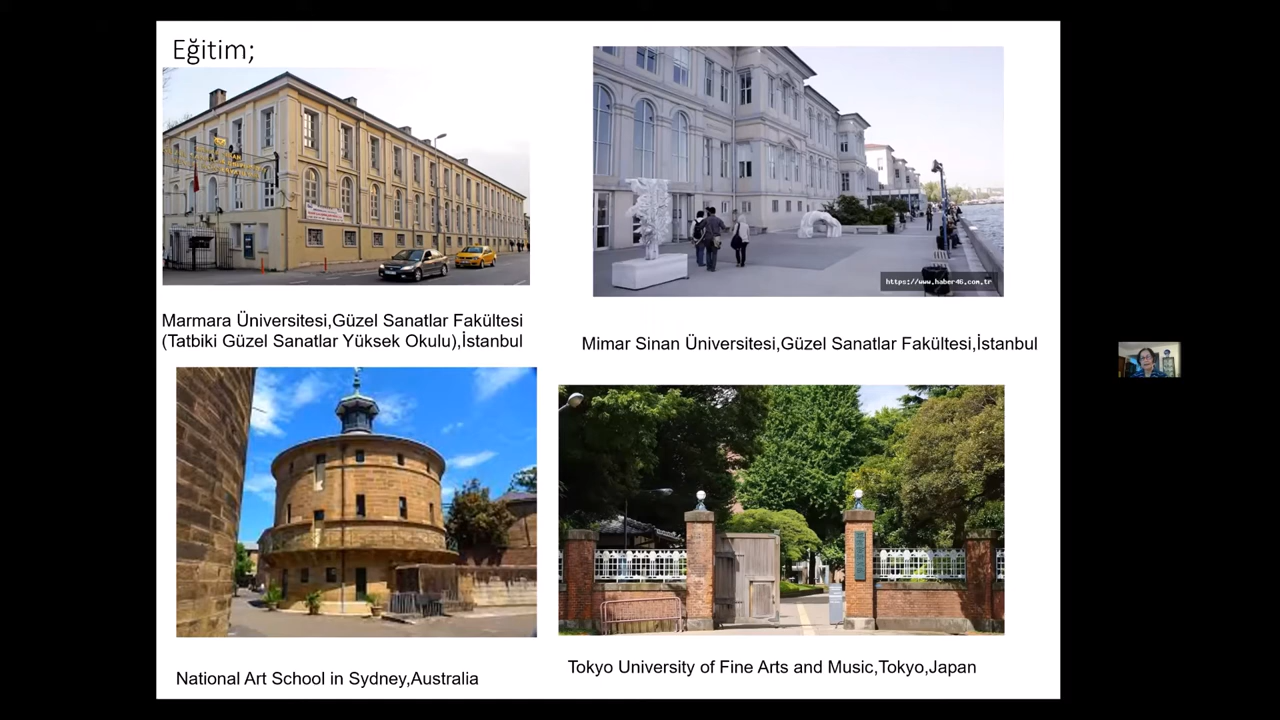 Eğitim;
https://www.haber46.com.tr
Marmara Üniversitesi,Güzel Sanatlar Fakültesi
(Tatbiki Güzel Sanatlar Yüksek Okulu),İstanbul
Mimar Sinan Üniversitesi,Güzel Sanatlar Fakültesi,İstanbul
National Art School in Sydney,Australia
Tokyo University of Fine Arts and Music,Tokyo,Japan